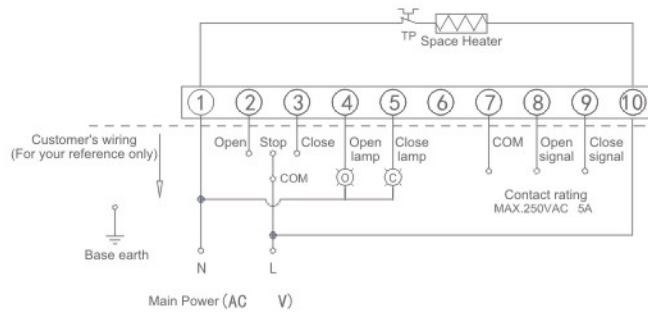 TP
Space Heater
1 2 3 4 5 6 7 8 9 10
Customer's wiring
(For your reference only)
Open Stop Close
Open
lamp
Close
lamp
COM
Open
signal
Close
signal
COM
O C
Contact rating
MAX.250VAC 5A
Base earth
N L
Main Power (AC V)